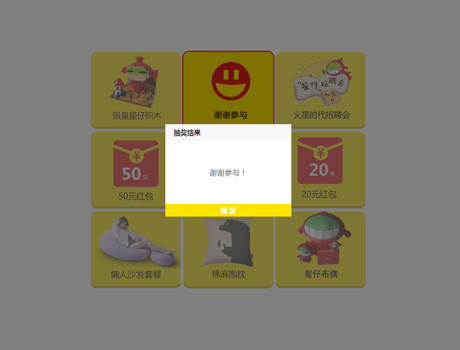 限量星仔积木
谢谢参与
"星仔"招聘会
火星时代招聘会
抽奖结果
谢谢参与！
确 定
¥
50元
50元红包
¥
20元
20元红包
懒人沙发套餐
棉麻抱枕
星仔布偶